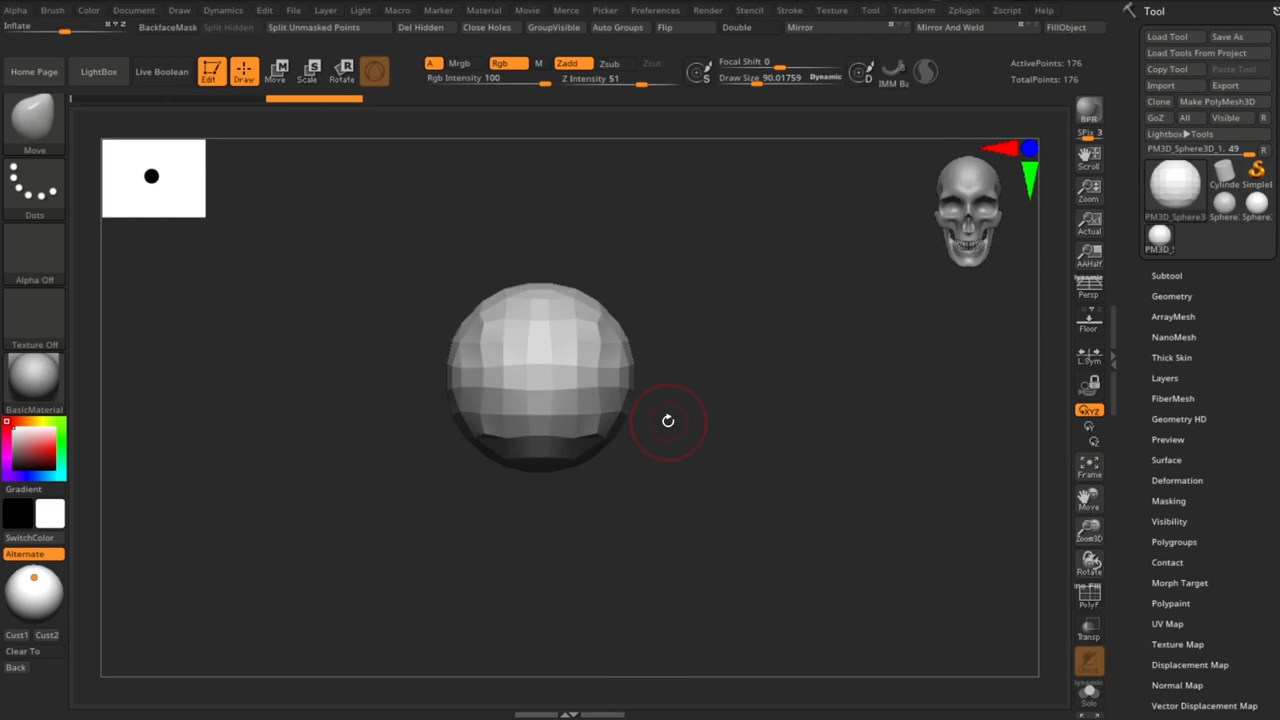 Alpha Brush Color Document Draw Dynamics Edit File Layer Light Macro Marker Material Movie Merce Picker Preferences Render Stencil Stroke Texture Tool Transform Zplugin Zscript Help
Tool
Inflate
BackfaceMask Split Hidden Split Unmasked Points Del Hidden Close Holes GroupVisible Auto Groups Flip Double Mirror Mirror And Weld FillObject
Load Tool Save As
Load Tools From Project
Copy Tool Paste Tool
Import Export
Clone Make PolyMesh3D
GoZ All Visible R
Lightbox▶Tools
PM3D_Sphere3D_1. 49 R
Home Page LightBox Live Boolean Edit Draw Move Scale Rotate
A Mrgb Rgb M Zadd Zsub Zcut
Rgb Intensity 100 Z Intensity 51
Focal Shift 0
Draw Size 90.01759 Dynamic
S D IMM Ba
ActivePoints: 176
TotalPoints: 176
Move
Dots
Alpha Off
Texture Off
BasicMaterial
Gradient
SwitchColor
Alternate
Cust1 Cust2
Clear To
Back
BPR
SPix 3
Scroll
Zoom
Actual
AAHalf
Dynamic
Persp
Floor
L.Sym
XYZ
Y
Z
Frame
Move
Zoom3D
Rotate
PolyF
Transp
Dynamic
Solo
Cylinde Simplel
PM3D_Sphere3 Sphere. Sphere.
PM3D_!
Subtool
Geometry
ArrayMesh
NanoMesh
Thick Skin
Layers
FiberMesh
Geometry HD
Preview
Surface
Deformation
Masking
Visibility
Polygroups
Contact
Morph Target
Polypaint
UV Map
Texture Map
Displacement Map
Normal Map
Vector Displacement Map